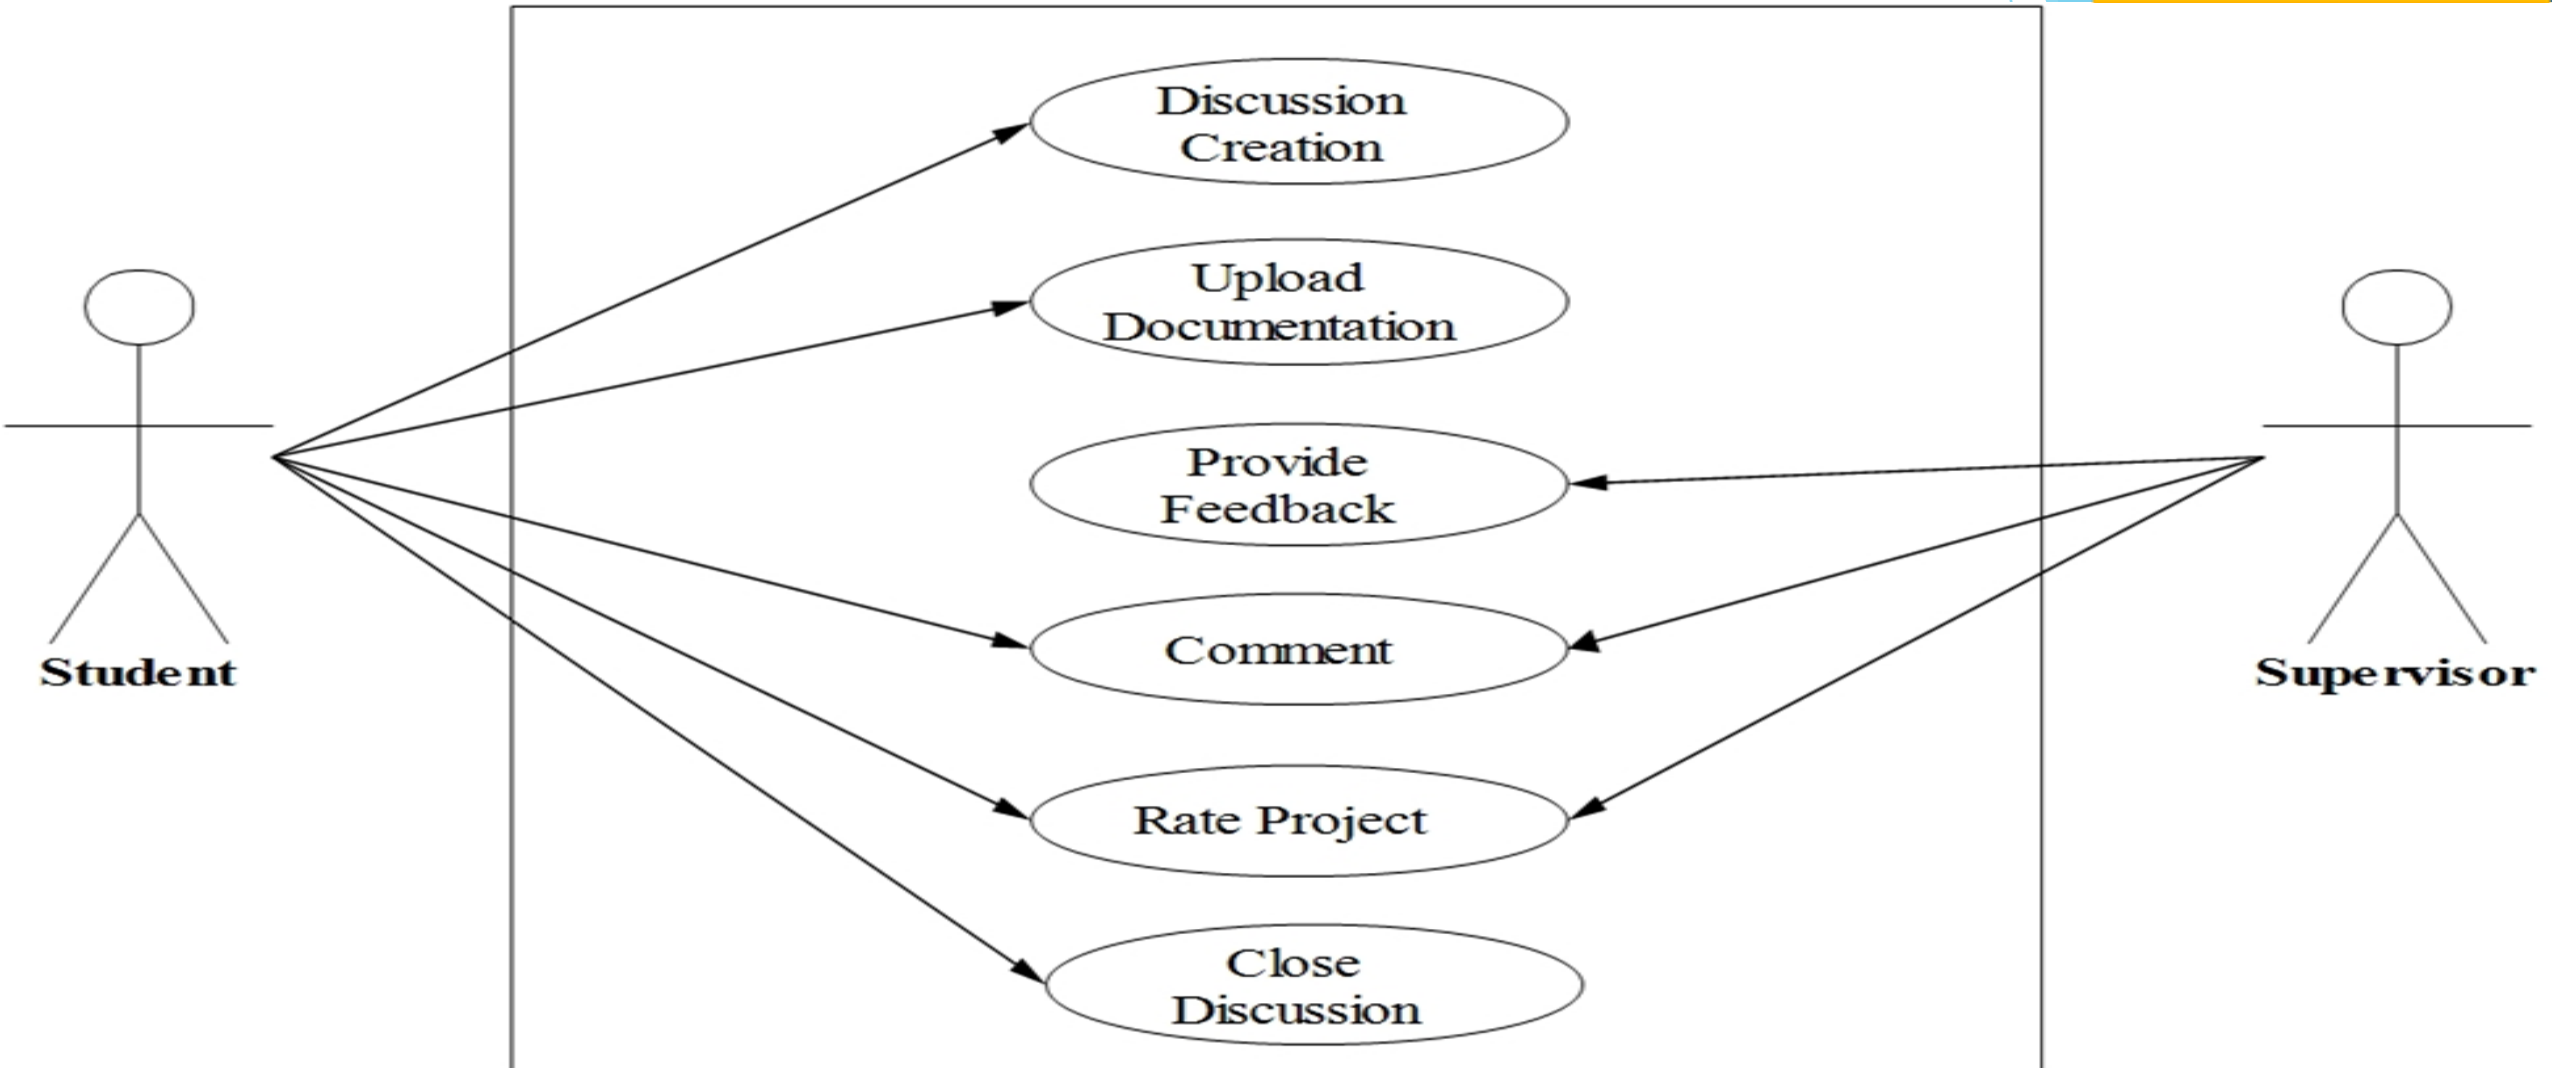 Discussion
Creation
Upload
Documentation
Provide
Feedback
Comment
Rate Project
Close
Discussion
Student
Supervisor